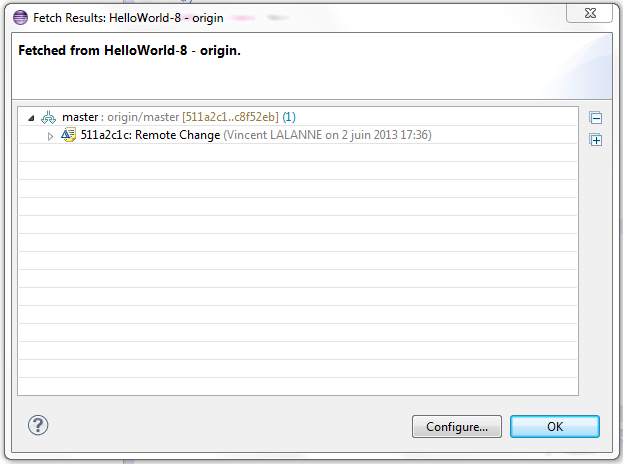 Fetch Results: HelloWorld-8 - origin
Fetched from HelloWorld-8 - origin.
master : origin/master [511a2c1..c8f52eb] (1)
511a2c1c: Remote Change (Vincent LALANNE on 2 juin 2013 17:36)
?
Configure...
OK